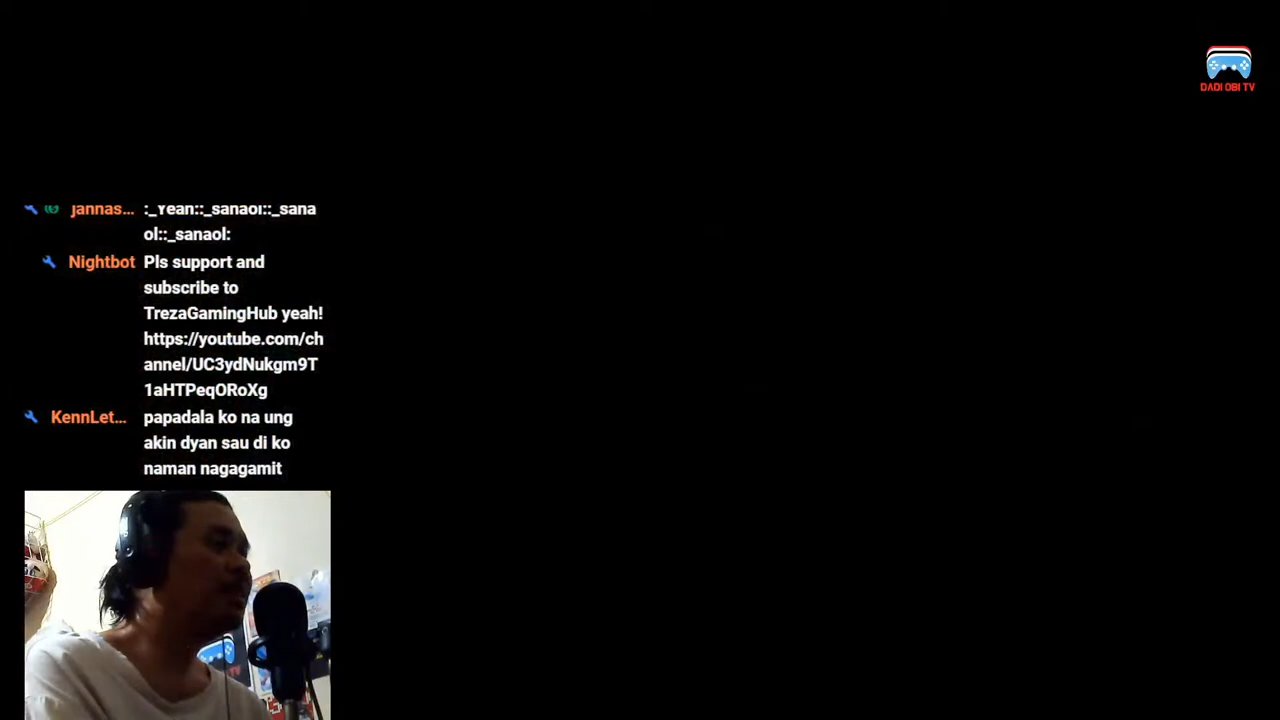 DADI OBI TV
jannas... :_Yeah::_sanaol::_sana
ol::_sanaol:
Nightbot Pls support and
subscribe to
TrezaGamingHub yeah!
https://youtube.com/ch
annel/UC3ydNukgm9T
1aHTPeqORoXg
KennLet... papadala ko na ung
akin dyan sau di ko
naman nagagamit
TV